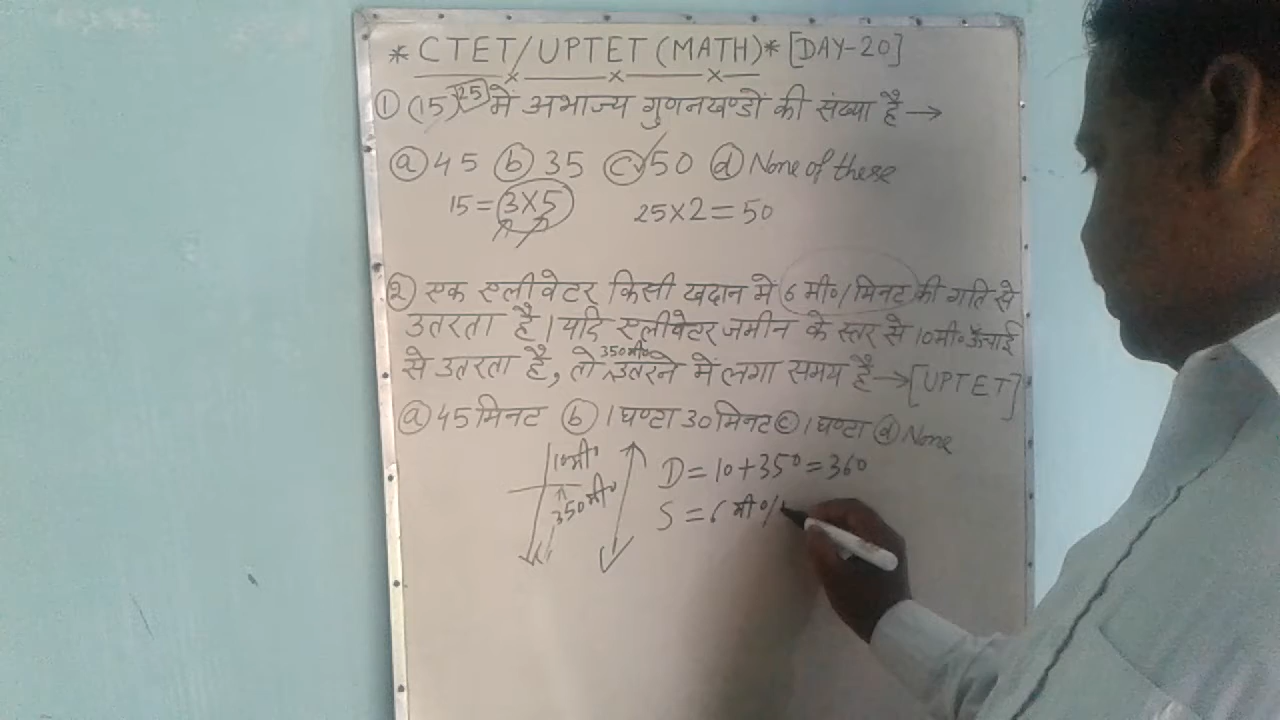 * CTET/UPTET (MATH) * [DAY-20]
① (15)^25 में अभाज्य गुणनखण्डों की संख्या है →
ⓐ 45 ⓑ 35 ⓒ 50 ⓓ None of these
15 = 3×5 25×2 = 50
② एक एलीवेटर किसी खदान में 6 मी०/मिनट की गति से
उतरता है। यदि एलीवेटर जमीन के स्तर से 10मी० ऊँचाई
350मी०
से उतरता है, तो उतरने में लगा समय है → [UPTET]
ⓐ 45 मिनट ⓑ 1 घण्टा 30 मिनट ⓒ 1 घण्टा ⓓ None
10मी० D = 10+350 = 360
350मी० S = 6 मी०/